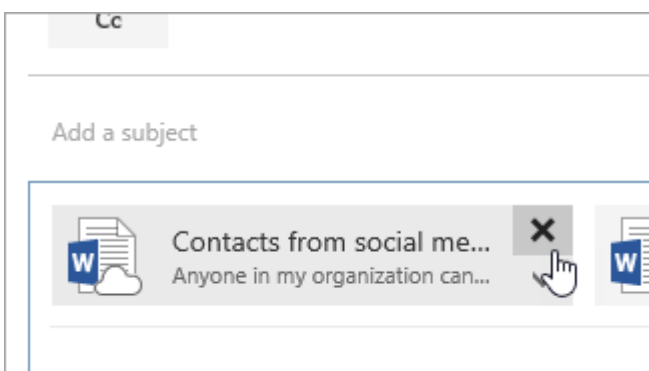 Cc
Add a subject
Contacts from social me...
Anyone in my organization can...
W
W